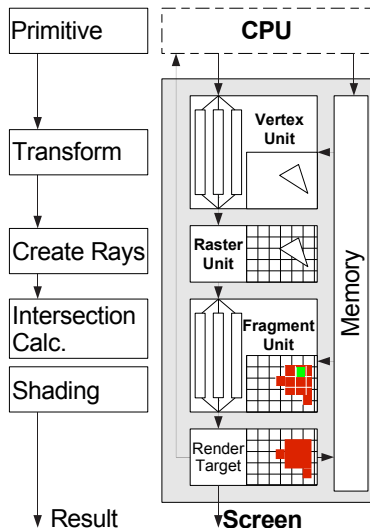 Primitive
Transform
Create Rays
Intersection
Calc.
Shading
Result
CPU
Vertex
Unit
Raster
Unit
Fragment
Unit
Render
Target
Memory
Screen